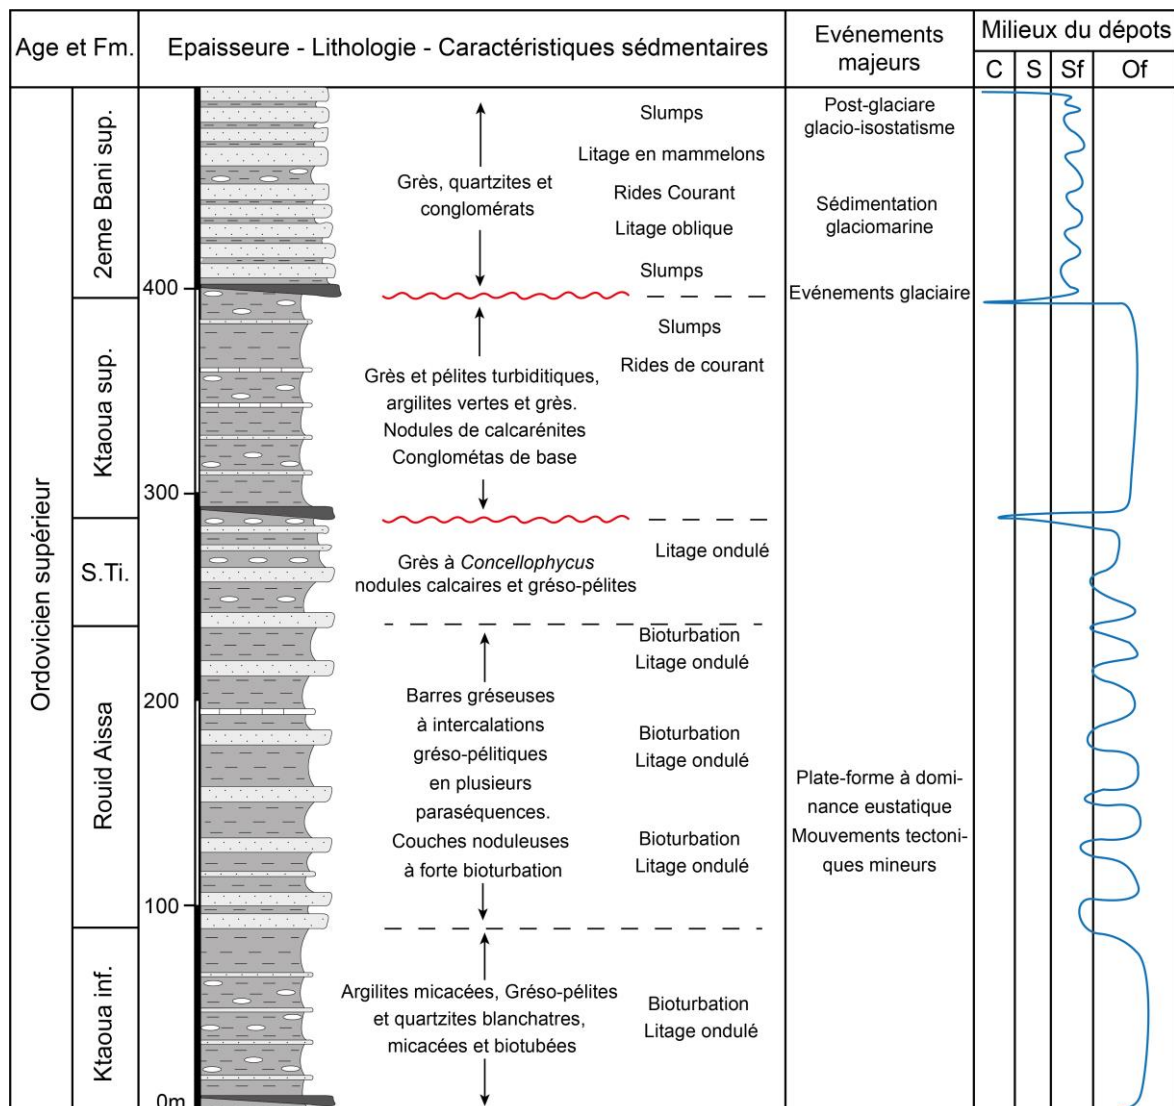 Age et Fm.
Epaisseure - Lithologie - Caractéristiques sédmentaires
Evénements
majeurs
Milieux du dépots
C
S
Sf
Of
Ordovicien supérieur
2eme Bani sup.
Grès, quartzites et
conglomérats
Slumps
Litage en mammelons
Rides Courant
Litage oblique
Slumps
Post-glaciare
glacio-isostatisme
Sédimentation
glaciomarine
Evénements glaciaire
400
Ktaoua sup.
Grès et pélites turbiditiques,
argilites vertes et grès.
Nodules de calcarénites
Conglométas de base
Slumps
Rides de courant
300
S.Ti.
Grès à Concellophycus
nodules calcaires et gréso-pélites
Litage ondulé
Rouid Aissa
200
Barres gréseuses
à intercalations
gréso-pélitiques
en plusieurs
paraséquences.
Couches noduleuses
à forte bioturbation
Bioturbation
Litage ondulé
Bioturbation
Litage ondulé
Bioturbation
Litage ondulé
Plate-forme à domi-
nance eustatique
Mouvements tectoni-
ques mineurs
100
Ktaoua inf.
Argilites micacées, Gréso-pélites
et quartzites blanchatres,
micacées et biotubées
Bioturbation
Litage ondulé
0m